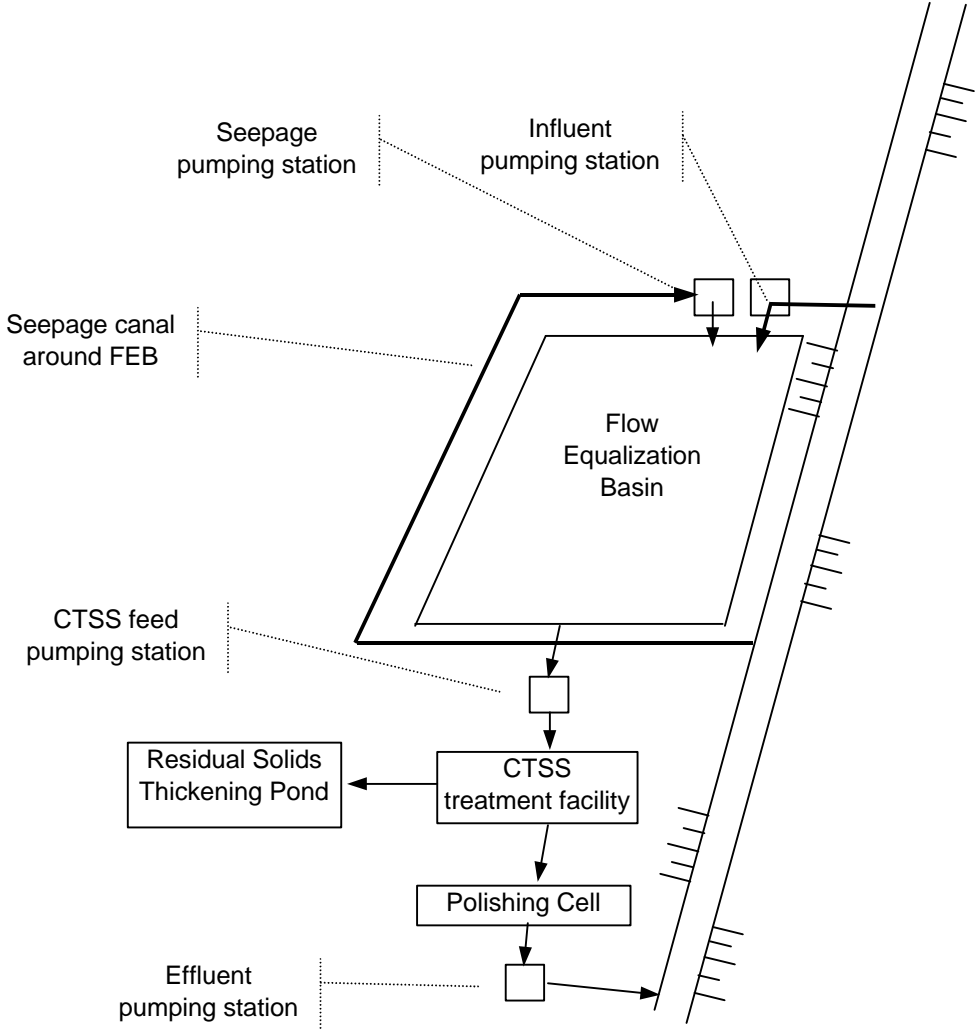 Seepage
pumping station
Influent
pumping station
Seepage canal
around FEB
Flow
Equalization
Basin
CTSS feed
pumping station
Residual Solids
Thickening Pond
CTSS
treatment facility
Polishing Cell
Effluent
pumping station